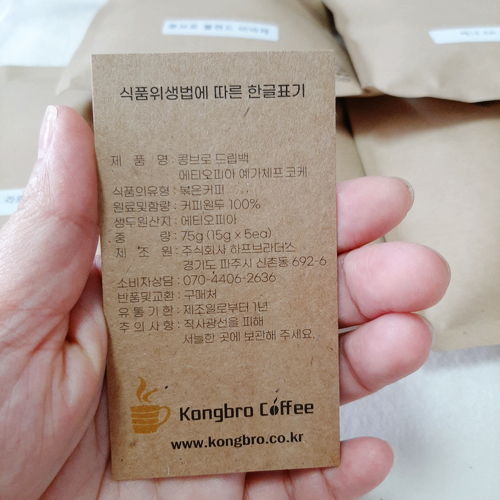 식품위생법에 따른 한글표기
제 품 명 : 콩브로 드립백
에티오피아 예가체프 코케
식품의유형 : 볶은커피
원료및함량 : 커피원두 100%
생두원산지 : 에티오피아
중 량 : 75g (15g x 5ea)
제 조 원 : 주식회사 하프브라더스
경기도 파주시 신촌동 692-6
소비자상담 : 070-4406-2636
반품및교환 : 구매처
유 통 기 한 : 제조일로부터 1년
주 의 사 항 : 직사광선을 피해
서늘한 곳에 보관해 주세요.
Kongbro Coffee
www.kongbro.co.kr